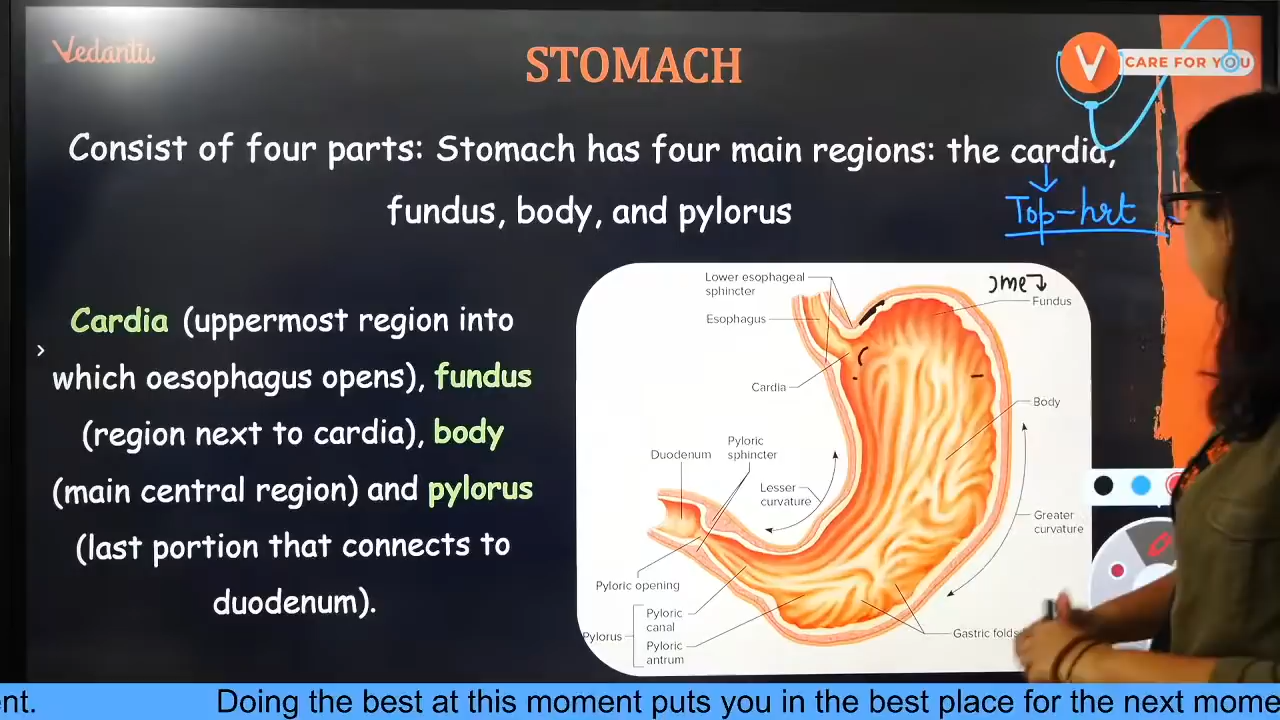 Vedantu
STOMACH
V
CARE FOR YOU
Consist of four parts: Stomach has four main regions: the cardia,
fundus, body, and pylorus
Top-hrt
Cardia (uppermost region into
which oesophagus opens), fundus
(region next to cardia), body
(main central region) and pylorus
(last portion that connects to
duodenum).
Lower esophageal
sphincter
Esophagus
Cardia
Fundus
Body
Duodenum
Pyloric
sphincter
Lesser
curvature
Greater
curvature
Pyloric opening
Pylorus
Pyloric
canal
Pyloric
antrum
Gastric folds
nt.
Doing the best at this moment puts you in the best place for the next mome